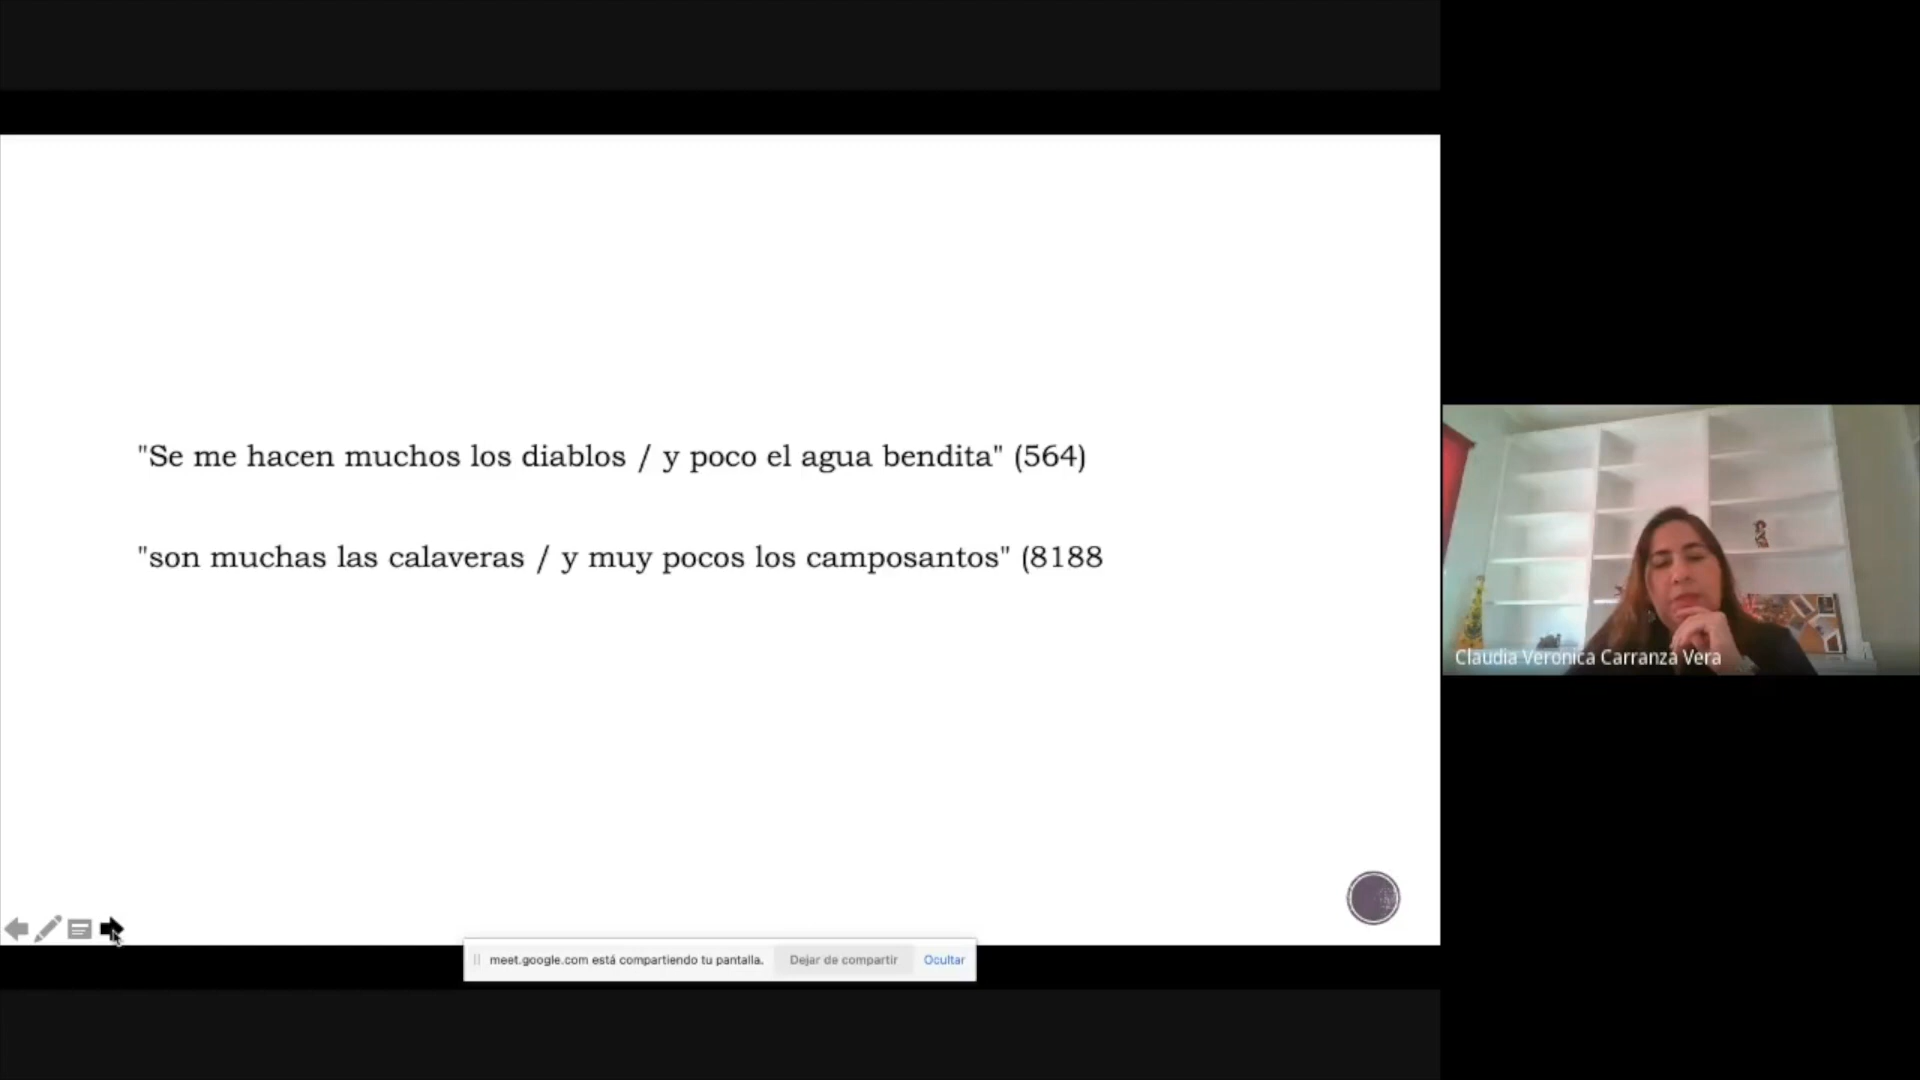 "Se me hacen muchos los diablos / y poco el agua bendita" (564)
"son muchas las calaveras / y muy pocos los camposantos" (8188
Claudia Veronica Carranza Vera
meet.google.com está compartiendo tu pantalla. Dejar de compartir Ocultar